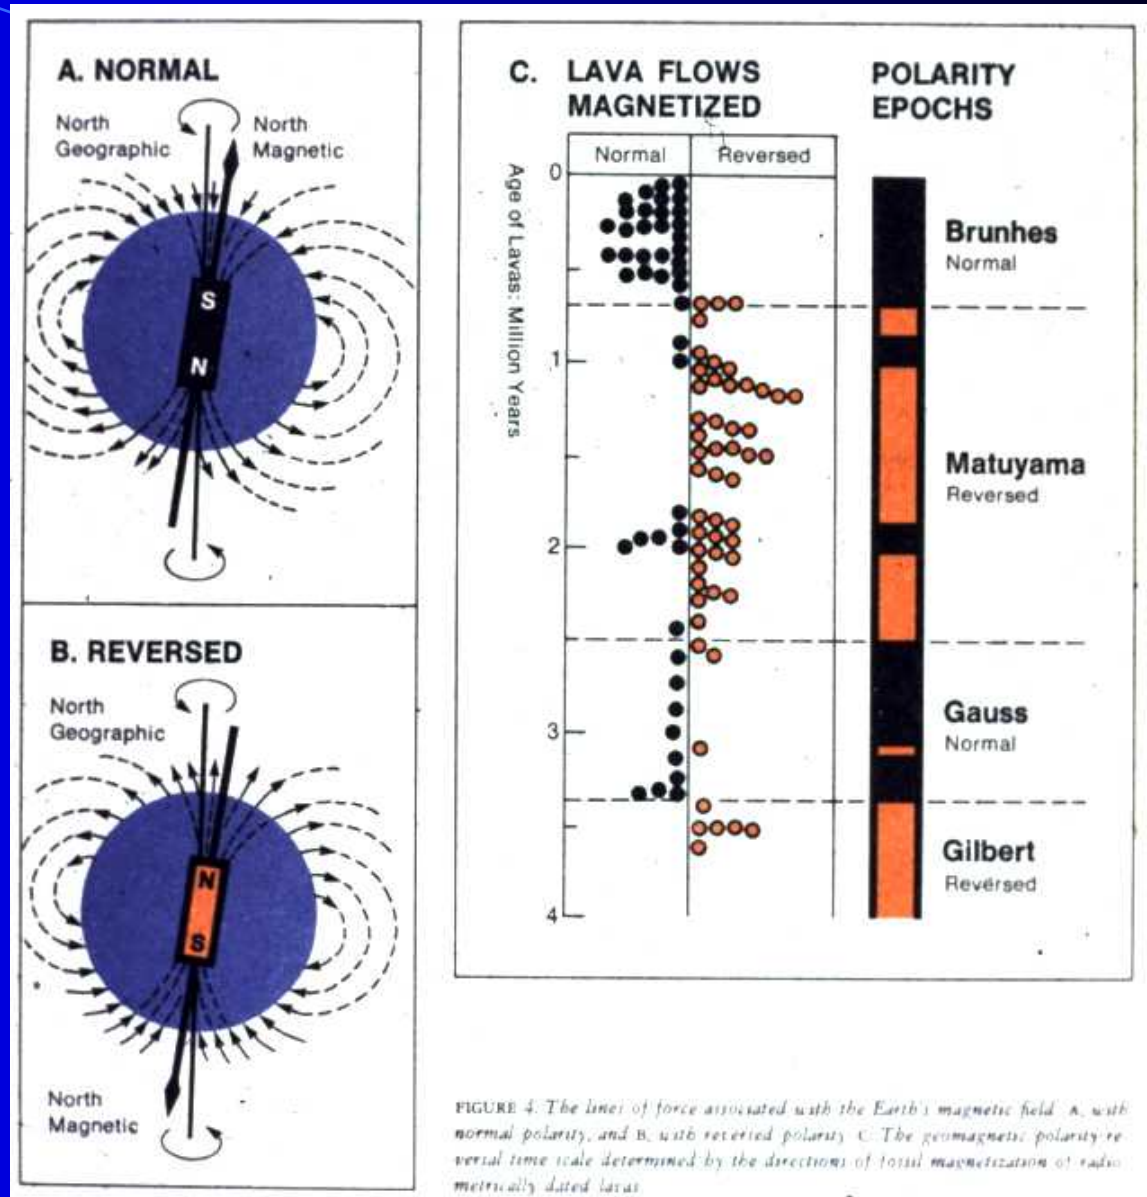 A. NORMAL
North
Geographic
North
Magnetic
S
N
B. REVERSED
North
Geographic
N
S
North
Magnetic
C. LAVA FLOWS
MAGNETIZED
POLARITY
EPOCHS
Normal
Reversed
Age of Lavas: Million Years
0
1
2
3
4
Brunhes
Normal
Matuyama
Reversed
Gauss
Normal
Gilbert
Reversed
FIGURE 4. The lines of force associated with the Earth's magnetic field. A, with
normal polarity, and B, with reversed polarity. C. The geomagnetic polarity re-
versal time scale determined by the directions of fossil magnetization of radio
metrically dated lavas